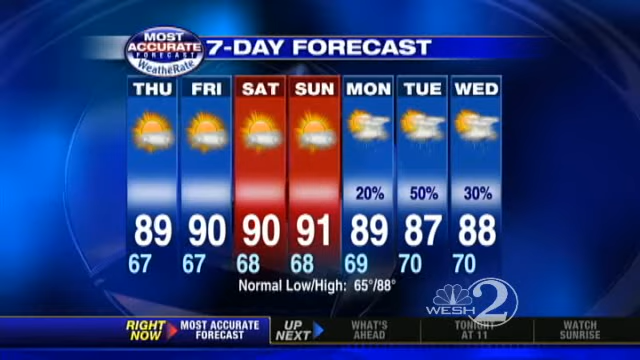 MOST
ACCURATE
FORECAST
WeatheRate
7-DAY FORECAST
THU FRI SAT SUN MON TUE WED
20% 50% 30%
89 90 90 91 89 87 88
67 67 68 68 69 70 70
Normal Low/High: 65°/88°
WESH 2
RIGHT NOW
MOST ACCURATE FORECAST
UP NEXT
WHAT'S AHEAD
TONIGHT AT 11
WATCH SUNRISE